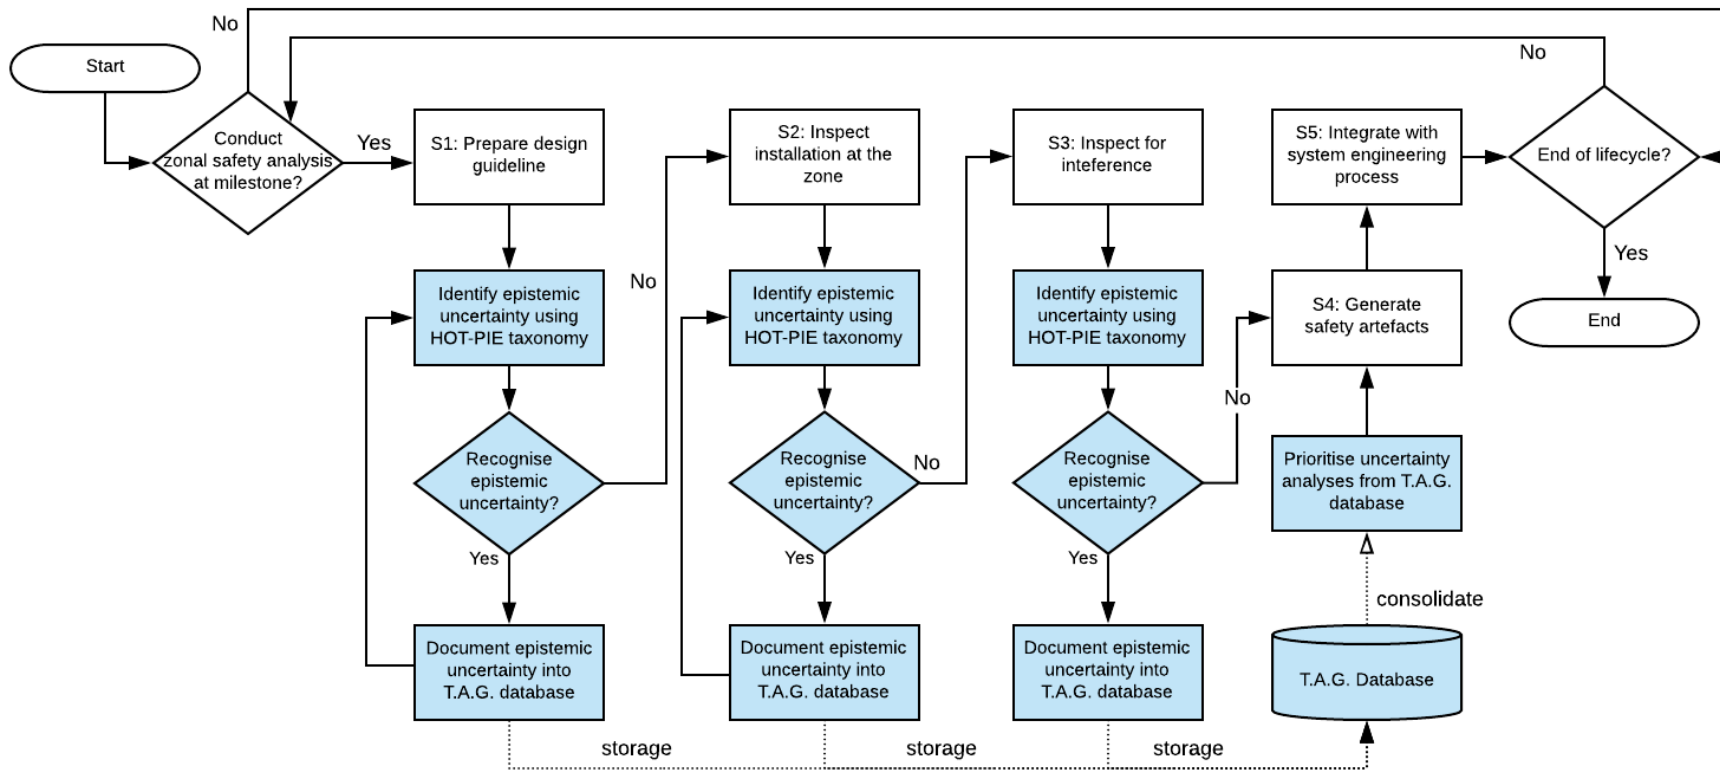 No
No
Start
Conduct
zonal safety analysis
at milestone?
Yes
S1: Prepare design
guideline
S2: Inspect
installation at the
zone
S3: Inspect for
inteference
S5: Integrate with
system engineering
process
End of lifecycle?
Yes
End
Identify epistemic
uncertainty using
HOT-PIE taxonomy
No
Identify epistemic
uncertainty using
HOT-PIE taxonomy
Identify epistemic
uncertainty using
HOT-PIE taxonomy
S4: Generate
safety artefacts
No
Recognise
epistemic
uncertainty?
Recognise
epistemic
uncertainty?
No
Recognise
epistemic
uncertainty?
Prioritise uncertainty
analyses from T.A.G.
database
Yes
Yes
Yes
consolidate
Document epistemic
uncertainty into
T.A.G. database
Document epistemic
uncertainty into
T.A.G. database
Document epistemic
uncertainty into
T.A.G. database
T.A.G. Database
storage
storage
storage